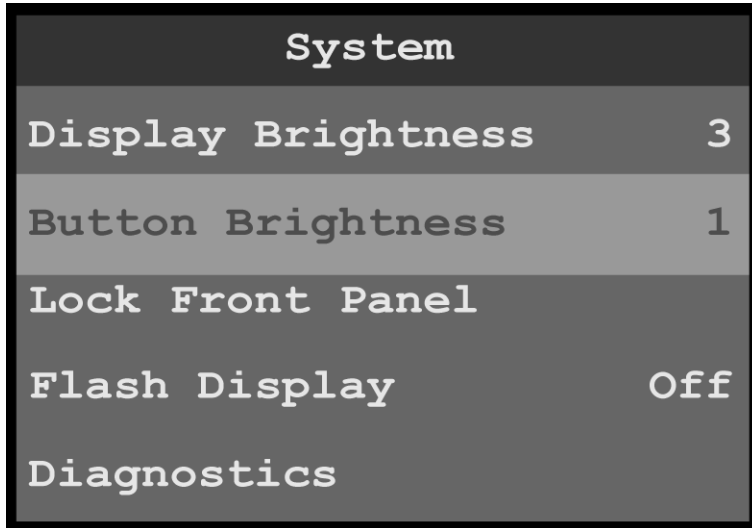 System
Display Brightness 3
Button Brightness 1
Lock Front Panel
Flash Display Off
Diagnostics